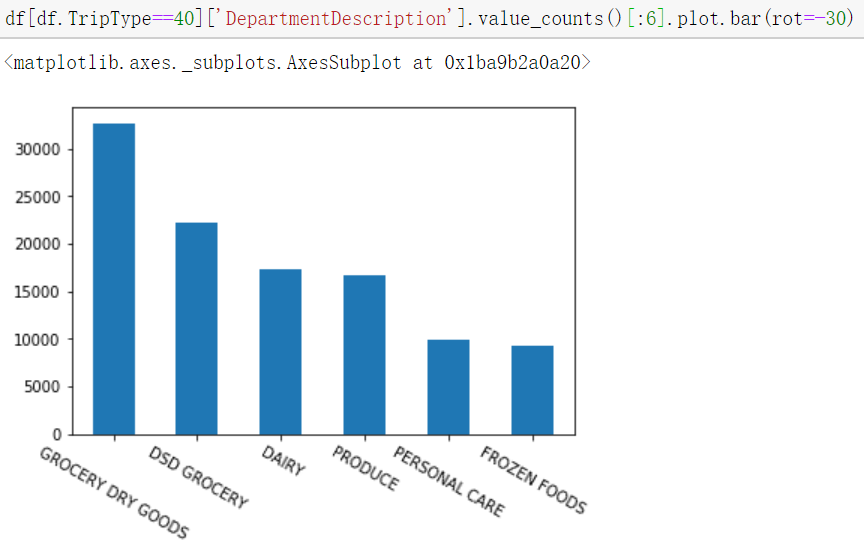 df[df.TripType==40]['DepartmentDescription'].value_counts()[:6].plot.bar(rot=-30)
<matplotlib.axes._subplots.AxesSubplot at 0x1ba9b2a0a20>
30000
25000
20000
15000
10000
5000
0
GROCERY DRY GOODS
DSD GROCERY
DAIRY
PRODUCE
PERSONAL CARE
FROZEN FOODS